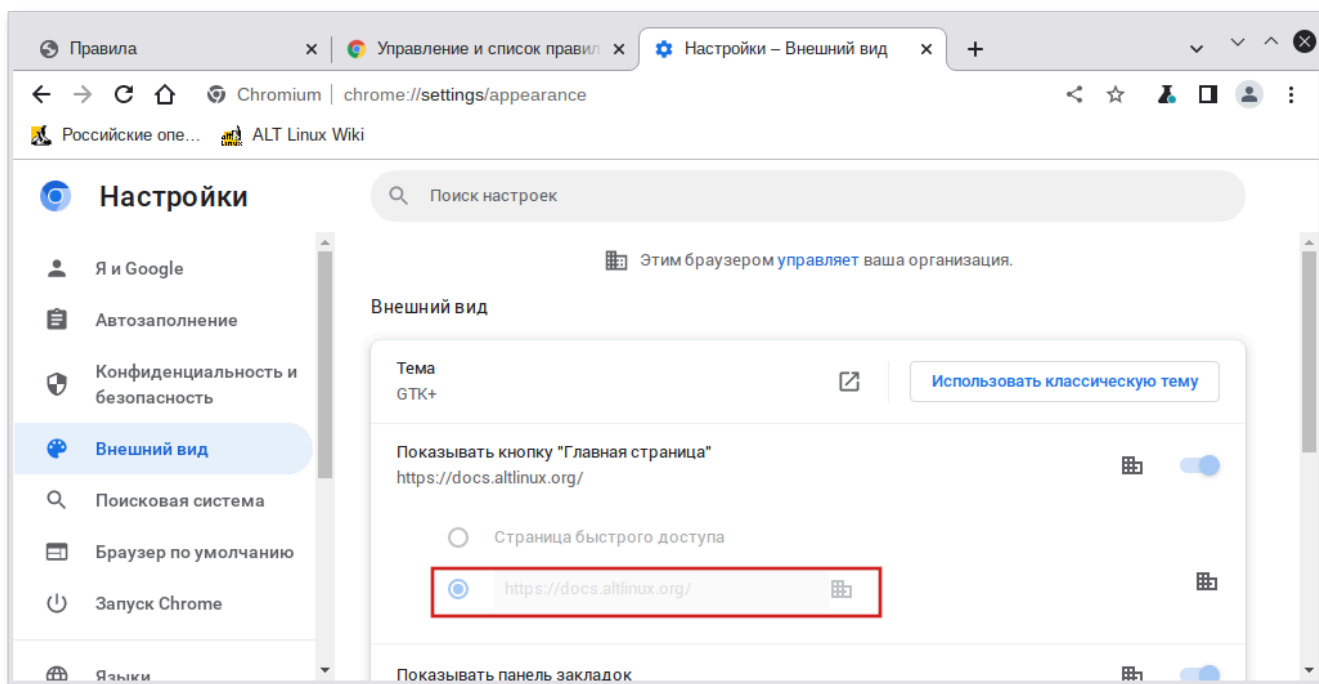 Правила
Управление и список правил
Настройки – Внешний вид
Chromium
chrome://settings/appearance
Российские опе...
ALT Linux Wiki
Настройки
Поиск настроек
Я и Google
Автозаполнение
Конфиденциальность и
безопасность
Внешний вид
Поисковая система
Браузер по умолчанию
Запуск Chrome
Языки
Этим браузером управляет ваша организация.
Внешний вид
Тема
GTK+
Использовать классическую тему
Показывать кнопку "Главная страница"
https://docs.altlinux.org/
Страница быстрого доступа
https://docs.altlinux.org/
Показывать панель закладок